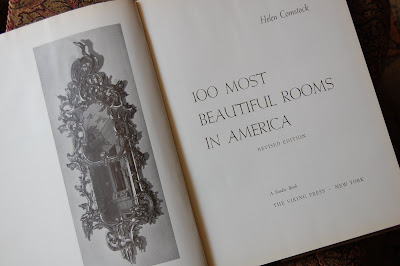 Helen Comstock
100 MOST
BEAUTIFUL ROOMS
IN AMERICA
REVISED EDITION
A Studio Book
THE VIKING PRESS · NEW YORK